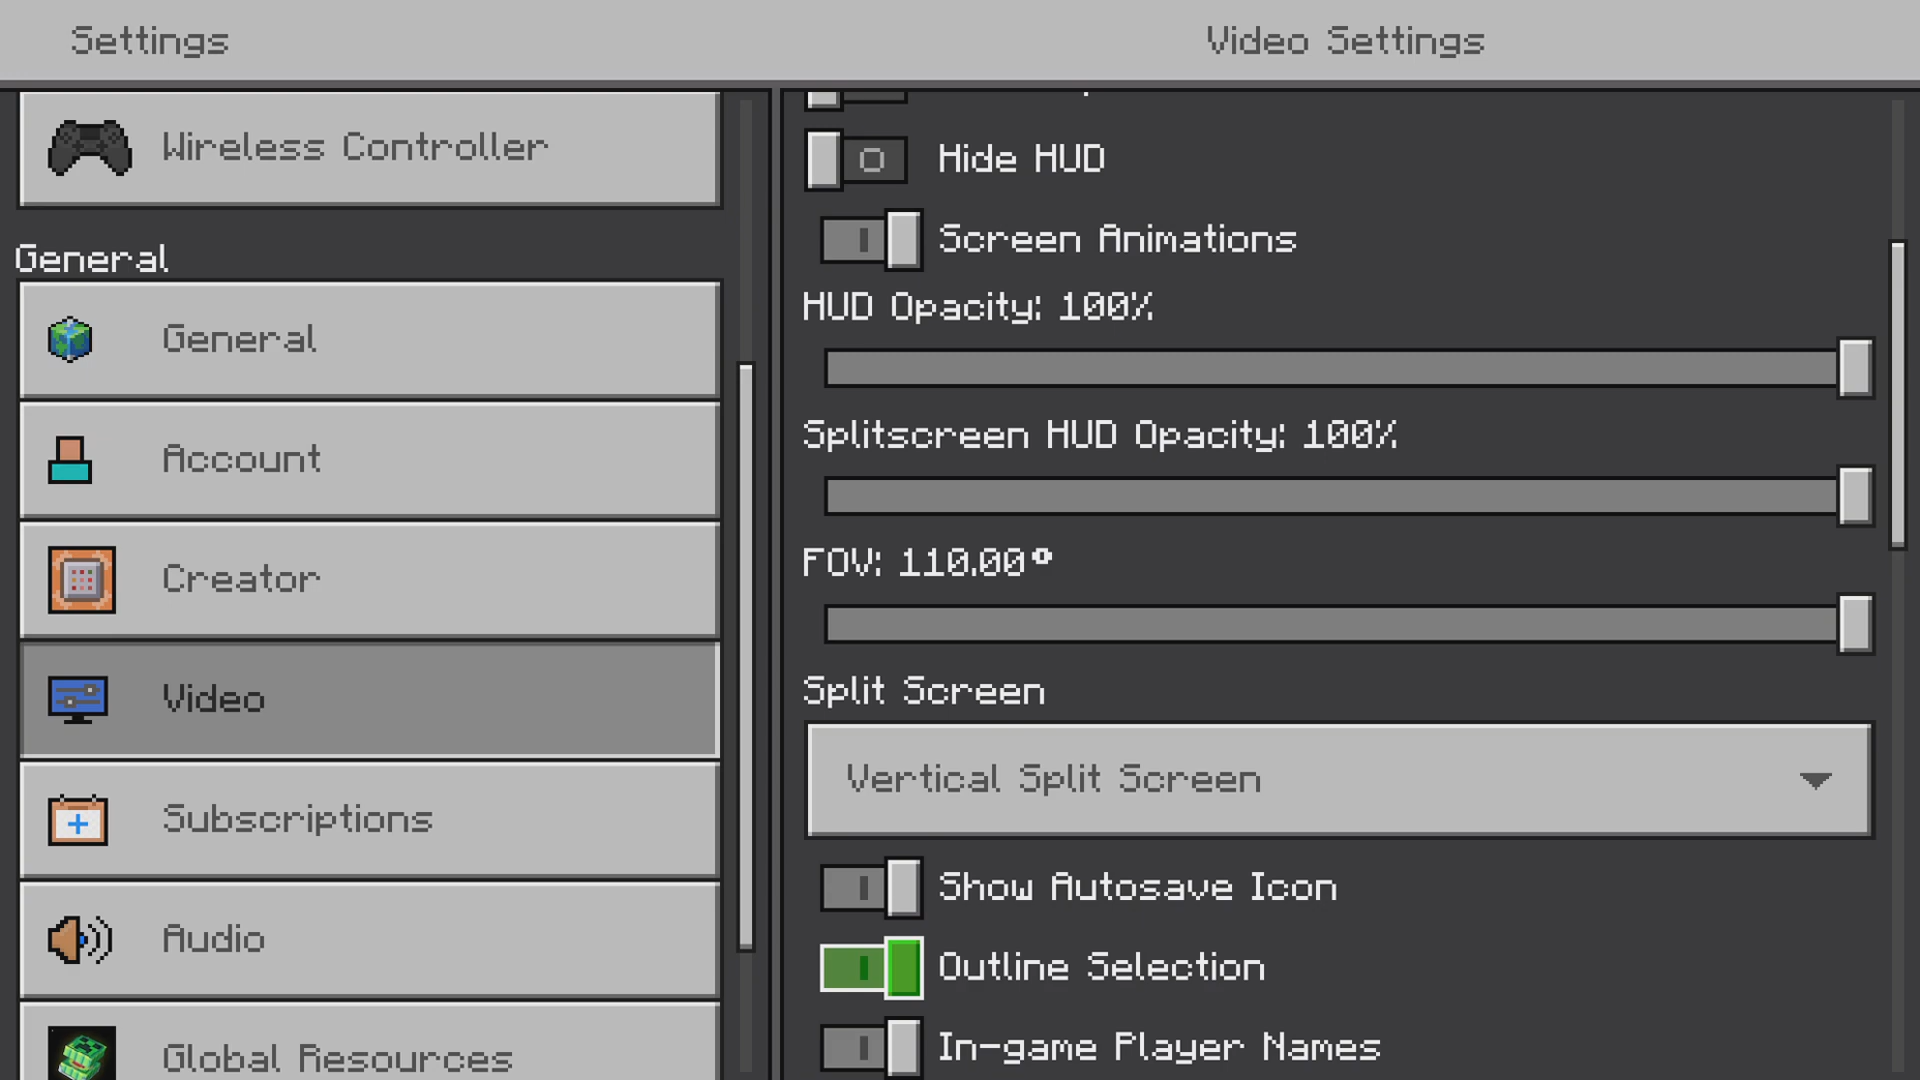 Settings
Video Settings
Wireless Controller
General
General
Account
Creator
Video
Subscriptions
Audio
Global Resources
Hide HUD
Screen Animations
HUD Opacity: 100%
Splitscreen HUD Opacity: 100%
FOV: 110.00°
Split Screen
Vertical Split Screen
Show Autosave Icon
Outline Selection
In-game Player Names